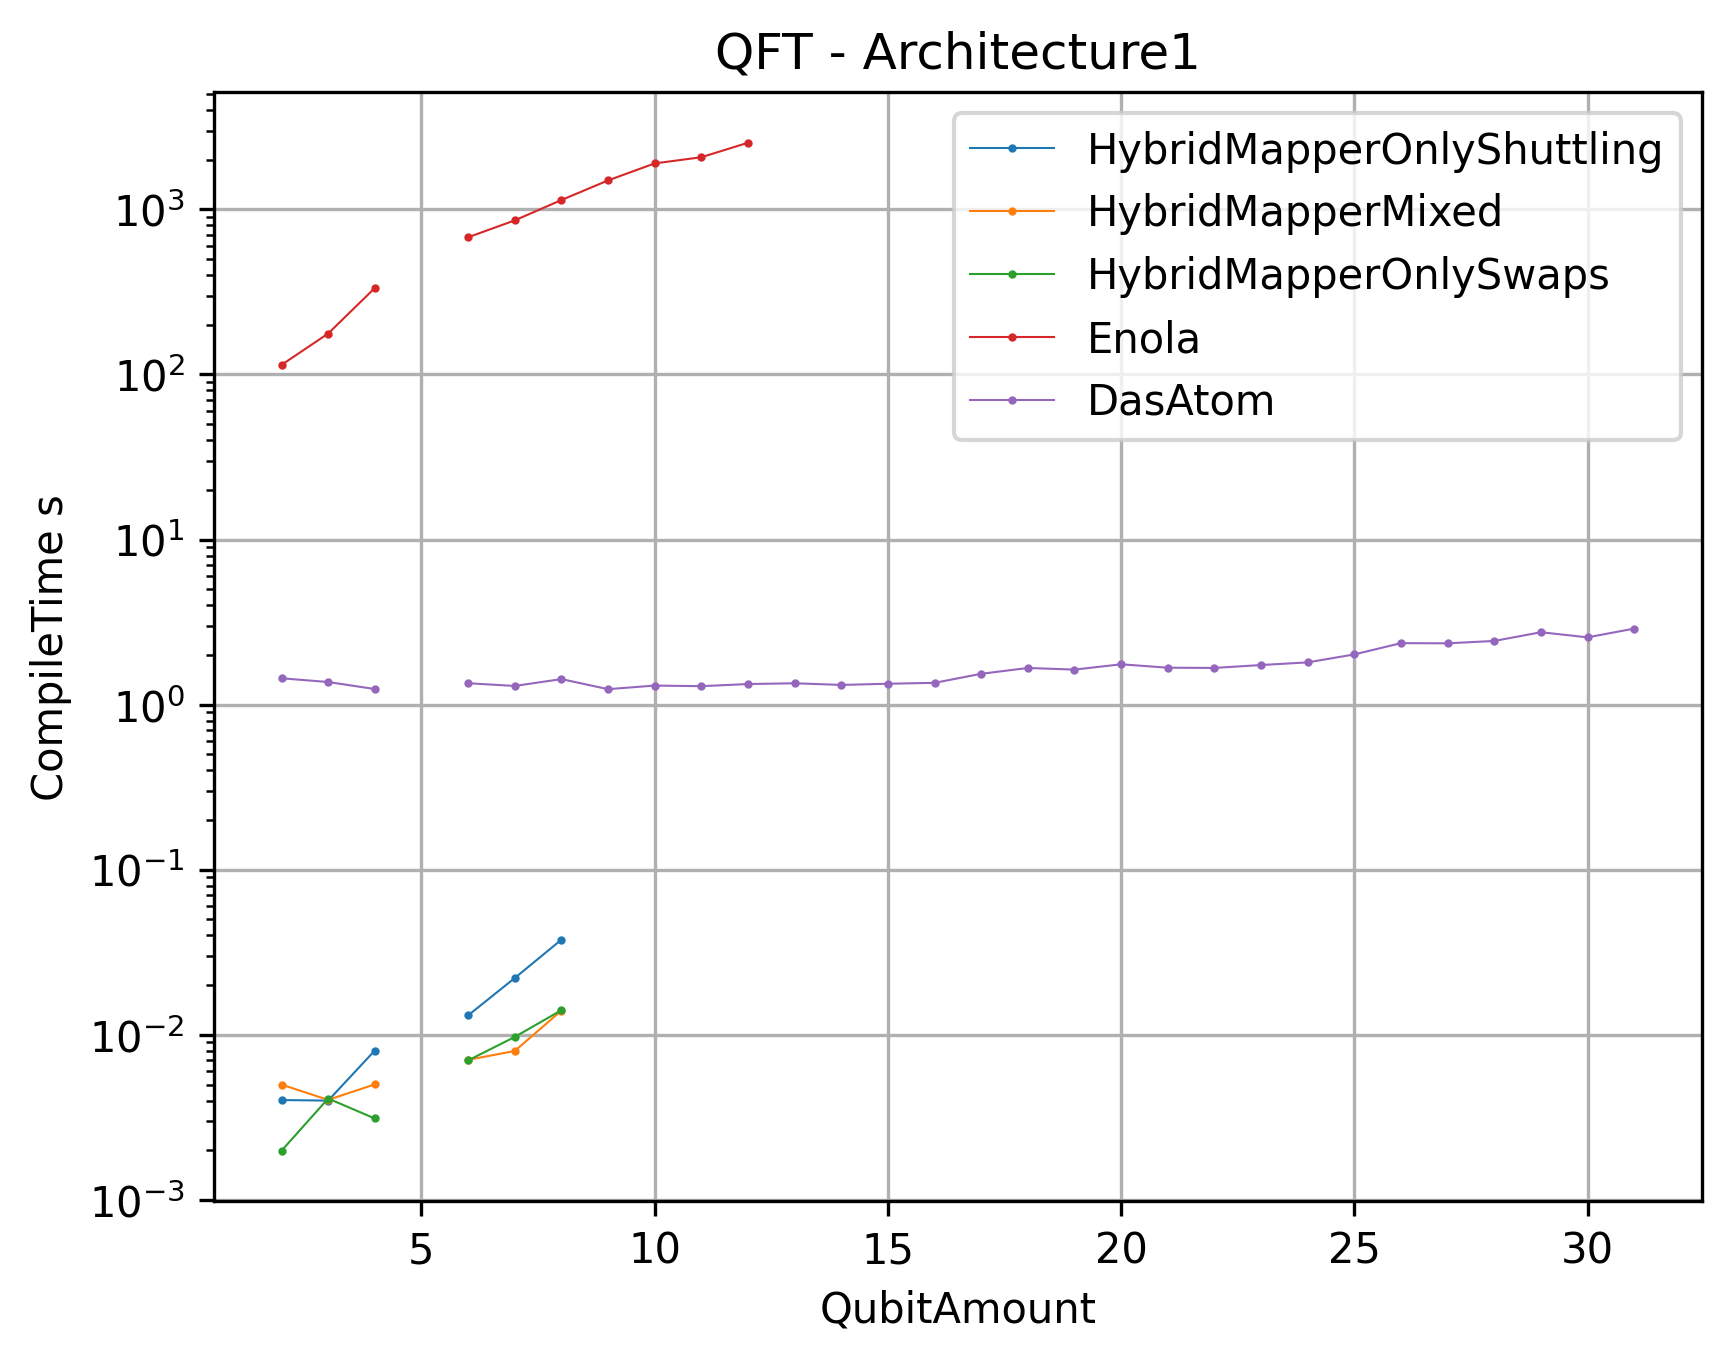 QFT - Architecture1
HybridMapperOnlyShuttling
HybridMapperMixed
HybridMapperOnlySwaps
Enola
DasAtom
CompileTime s
10³
10²
10¹
10⁰
10⁻¹
10⁻²
10⁻³
5 10 15 20 25 30
QubitAmount